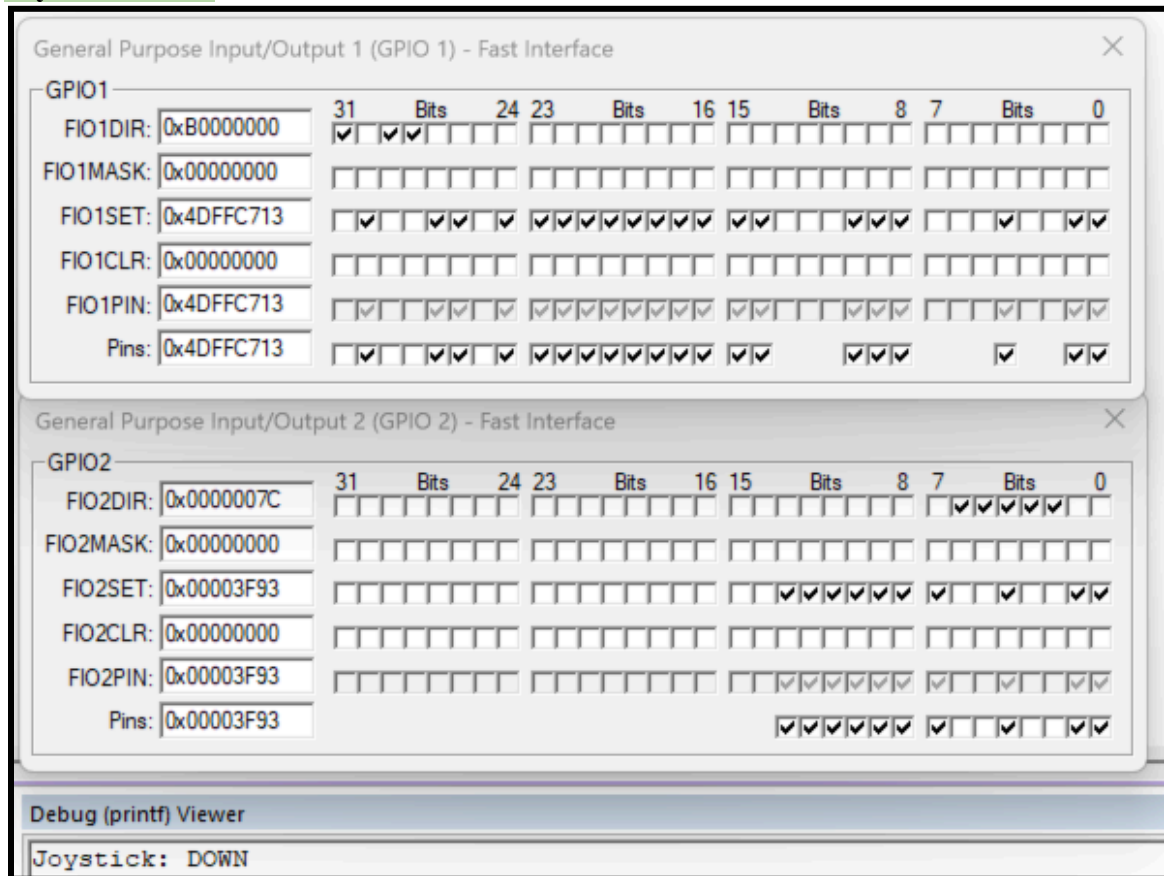 General Purpose Input/Output 1 (GPIO 1) - Fast Interface
GPIO1
31 Bits 24 23 Bits 16 15 Bits 8 7 Bits 0
FIO1DIR: 0xB0000000
FIO1MASK: 0x00000000
FIO1SET: 0x4DFFC713
FIO1CLR: 0x00000000
FIO1PIN: 0x4DFFC713
Pins: 0x4DFFC713
General Purpose Input/Output 2 (GPIO 2) - Fast Interface
GPIO2
31 Bits 24 23 Bits 16 15 Bits 8 7 Bits 0
FIO2DIR: 0x0000007C
FIO2MASK: 0x00000000
FIO2SET: 0x00003F93
FIO2CLR: 0x00000000
FIO2PIN: 0x00003F93
Pins: 0x00003F93
Debug (printf) Viewer
Joystick: DOWN